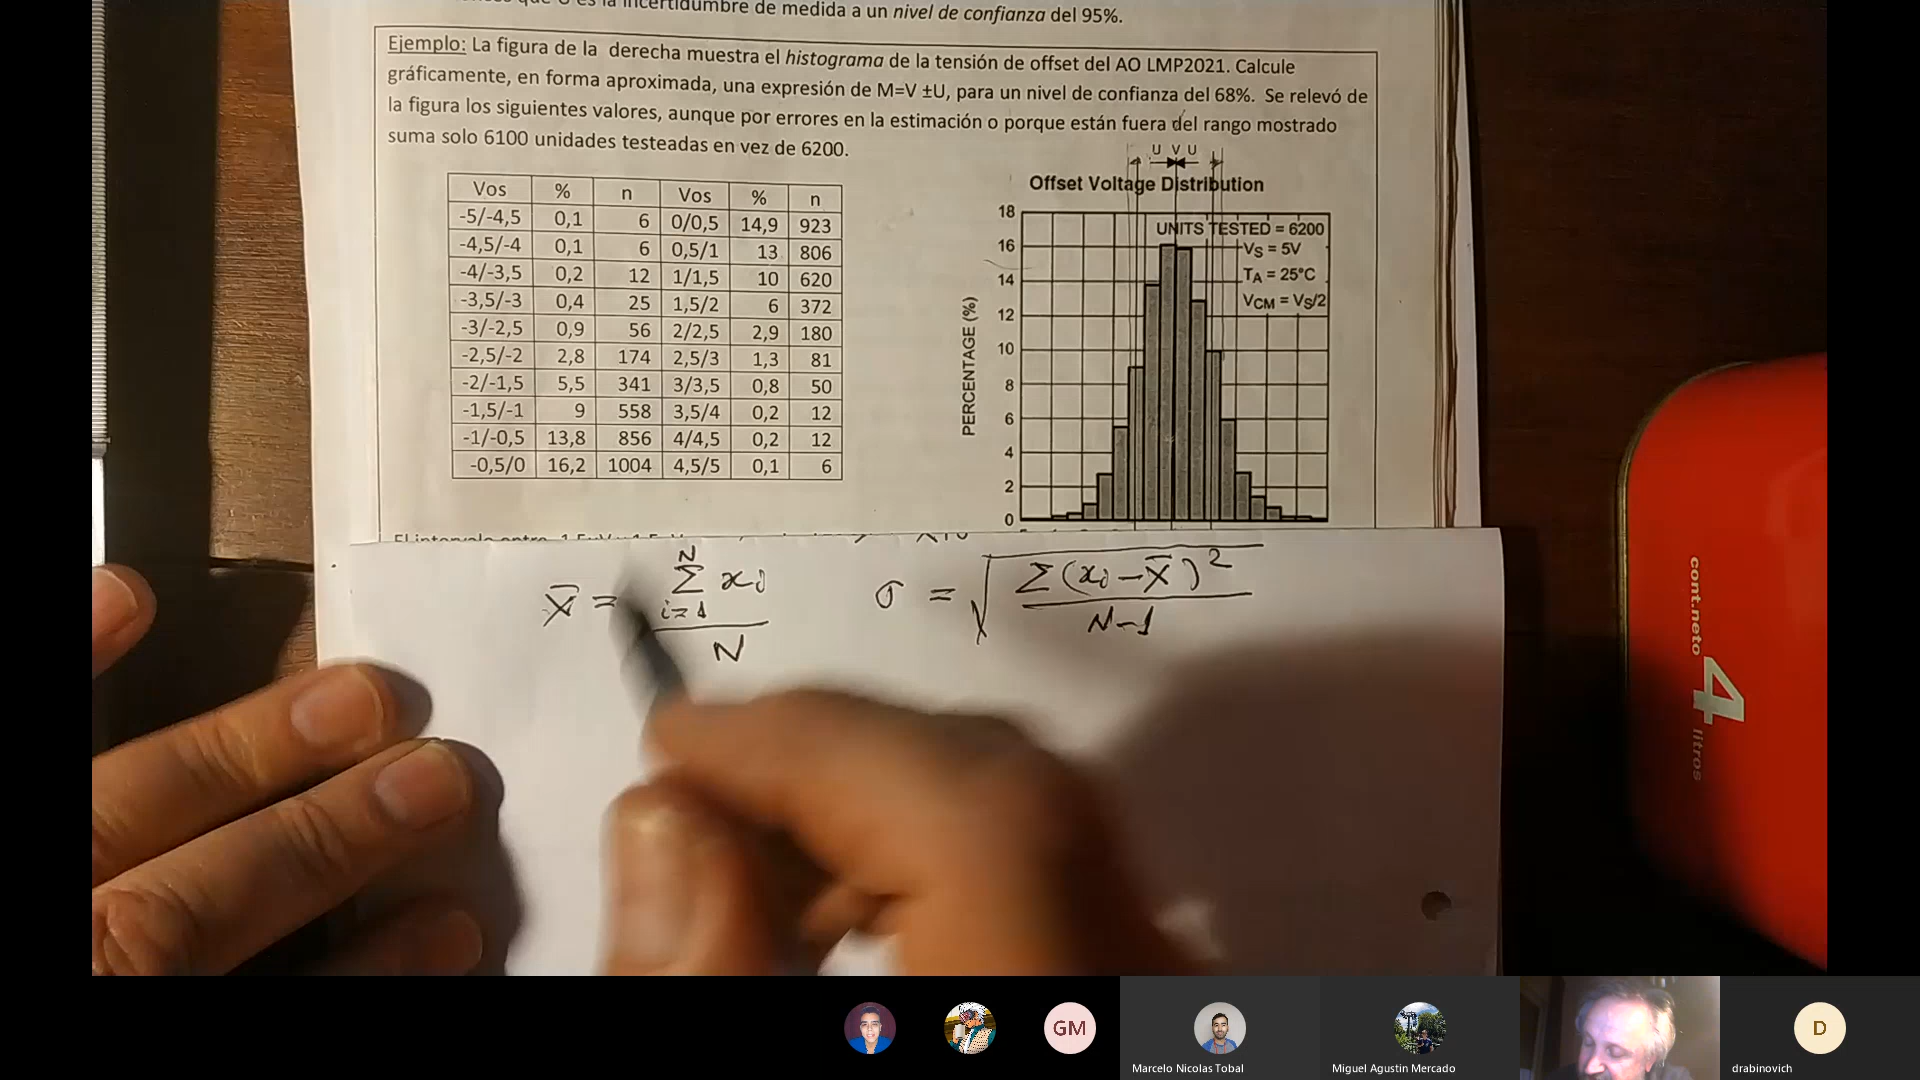 es la incertidumbre de medida a un nivel de confianza del 95%.
Ejemplo: La figura de la derecha muestra el histograma de la tensión de offset del AO LMP2021. Calcule
gráficamente, en forma aproximada, una expresión de M=V ±U, para un nivel de confianza del 68%. Se relevó de
la figura los siguientes valores, aunque por errores en la estimación o porque están fuera del rango mostrado
suma solo 6100 unidades testeadas en vez de 6200.
Vos % n Vos % n
-5/-4,5 0,1 6 0/0,5 14,9 923
-4,5/-4 0,1 6 0,5/1 13 806
-4/-3,5 0,2 12 1/1,5 10 620
-3,5/-3 0,4 25 1,5/2 6 372
-3/-2,5 0,9 56 2/2,5 2,9 180
-2,5/-2 2,8 174 2,5/3 1,3 81
-2/-1,5 5,5 341 3/3,5 0,8 50
-1,5/-1 9 558 3,5/4 0,2 12
-1/-0,5 13,8 856 4/4,5 0,2 12
-0,5/0 16,2 1004 4,5/5 0,1 6
U V U
Offset Voltage Distribution
18
16
14
12
10
8
6
4
2
0
PERCENTAGE (%)
UNITS TESTED = 6200
VS = 5V
TA = 25°C
VCM = VS/2
x̄ = N Σ i=1 xi / N
σ = √ Σ(xi - x̄)² / N-1
cont.neto
4
litros
GM
D
Marcelo Nicolas Tobal
Miguel Agustin Mercado
drabinovich